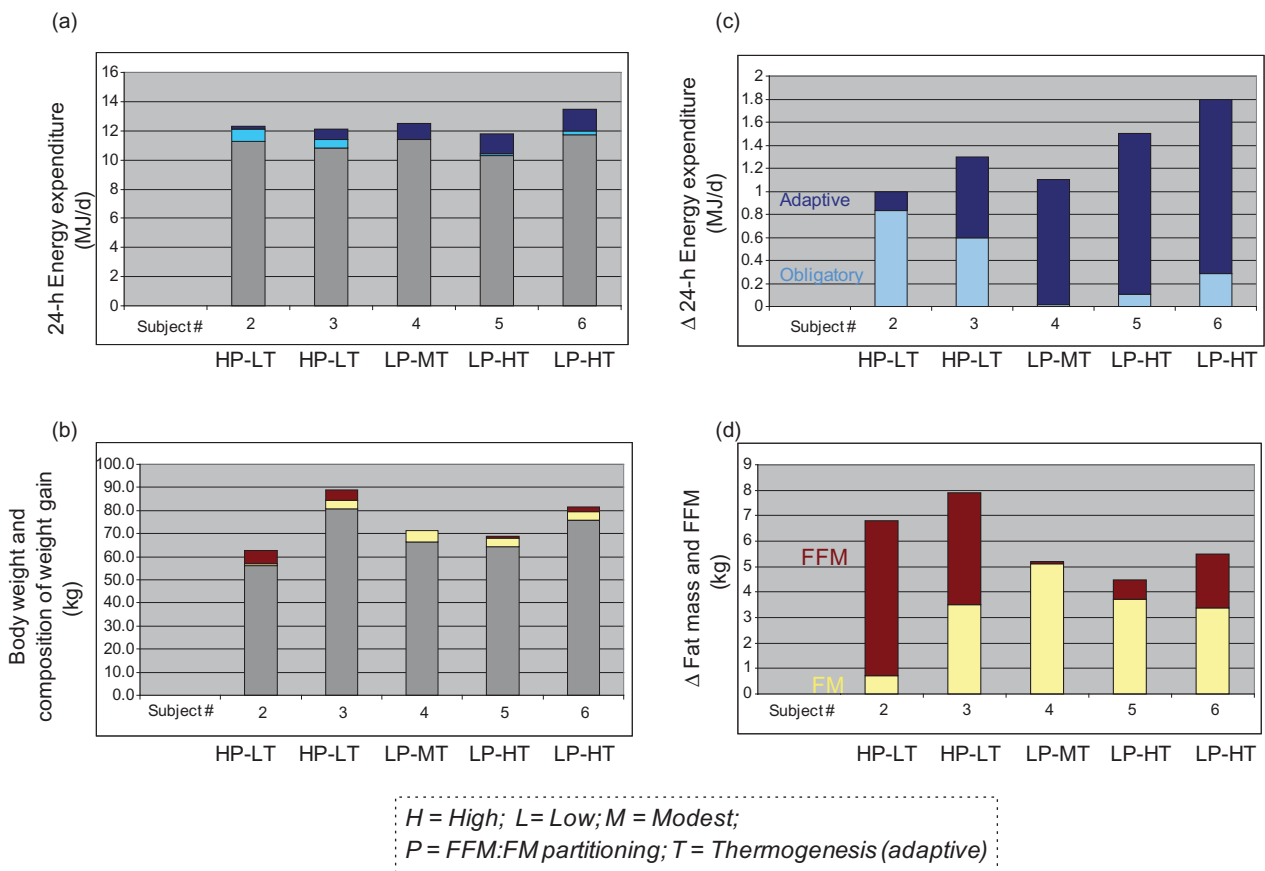 (a)
24-h Energy expenditure
(MJ/d)
16
14
12
10
8
6
4
2
0
Subject #
2
3
4
5
6
HP-LT
HP-LT
LP-MT
LP-HT
LP-HT
(c)
Δ 24-h Energy expenditure
(MJ/d)
2
1.8
1.6
1.4
1.2
1
0.8
0.6
0.4
0.2
0
Adaptive
Obligatory
Subject #
2
3
4
5
6
HP-LT
HP-LT
LP-MT
LP-HT
LP-HT
(b)
Body weight and
composition of weight gain
(kg)
100.0
90.0
80.0
70.0
60.0
50.0
40.0
30.0
20.0
10.0
0.0
Subject #
2
3
4
5
6
HP-LT
HP-LT
LP-MT
LP-HT
LP-HT
(d)
Δ Fat mass and FFM
(kg)
9
8
7
6
5
4
3
2
1
0
FFM
FM
Subject #
2
3
4
5
6
HP-LT
HP-LT
LP-MT
LP-HT
LP-HT
H = High; L= Low; M = Modest;
P = FFM:FM partitioning; T = Thermogenesis (adaptive)